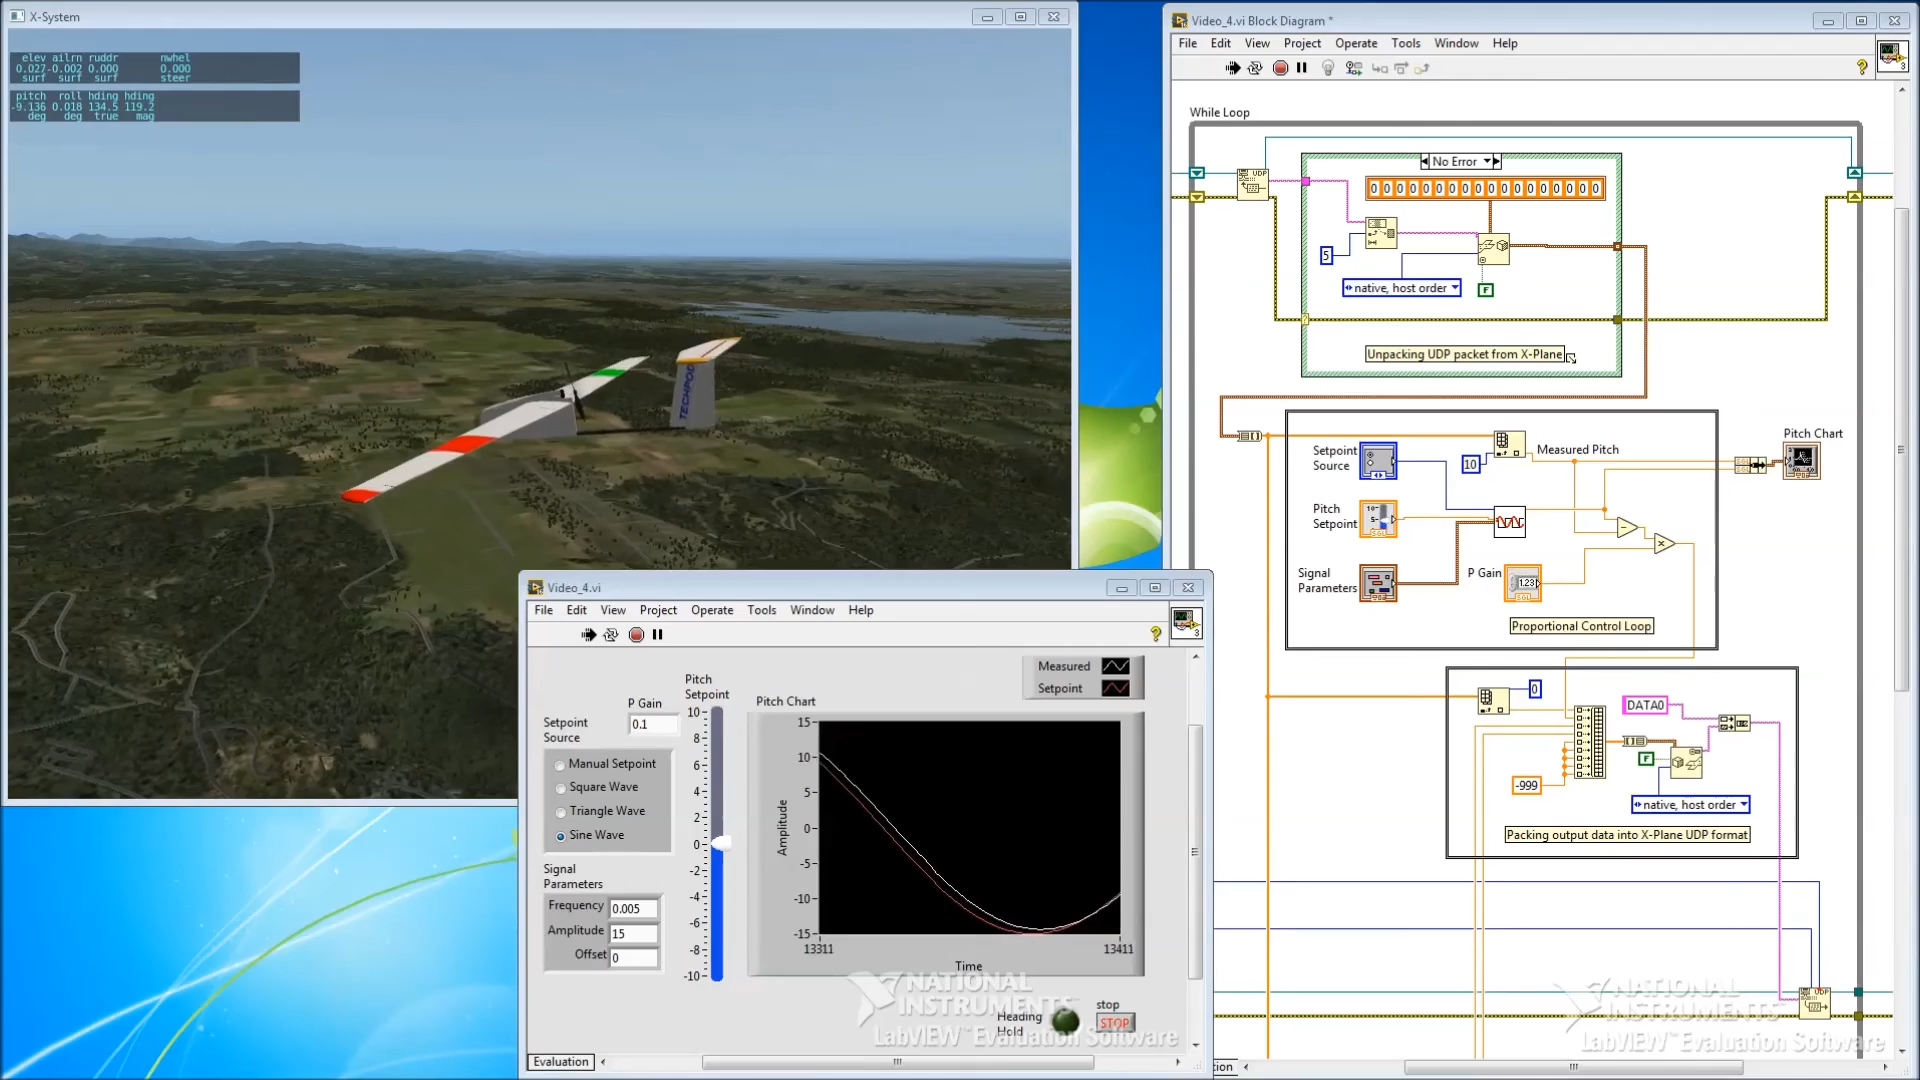 X-System
elev ailrn ruddr nwhel
0.027-0.002 0.000 0.000
surf surf surf steer
pitch roll hding hding
-9.136 0.018 134.5 119.2
deg deg true mag
TECHPOD
Video_4.vi Block Diagram *
File Edit View Project Operate Tools Window Help
3
While Loop
UDP
No Error
0 0 0 0 0 0 0 0 0 0 0 0 0 0 0 0 0 0
5
native, host order
F
Unpacking UDP packet from X-Plane
Setpoint
Source
10
Measured Pitch
Pitch Chart
Pitch
Setpoint
Signal
Parameters
P Gain
1.23
Proportional Control Loop
0
DATA0
F
-999
native, host order
Packing output data into X-Plane UDP format
UDP
NATIONAL
INSTRUMENTS
LabVIEW™ Evaluation Software
tion
Video_4.vi
File Edit View Project Operate Tools Window Help
3
Measured
Setpoint
Pitch
Setpoint
P Gain
0.1
Setpoint
Source
Manual Setpoint
Square Wave
Triangle Wave
Sine Wave
Signal
Parameters
Frequency 0.005
Amplitude 15
Offset 0
10
8
6
4
2
0
-2
-4
-6
-8
-10
Pitch Chart
Amplitude
15
10
5
0
-5
-10
-15
13311 13411
Time
NATIONAL
INSTRUMENTS
LabVIEW™ Evaluation Software
Heading
Hold
stop
STOP
Evaluation